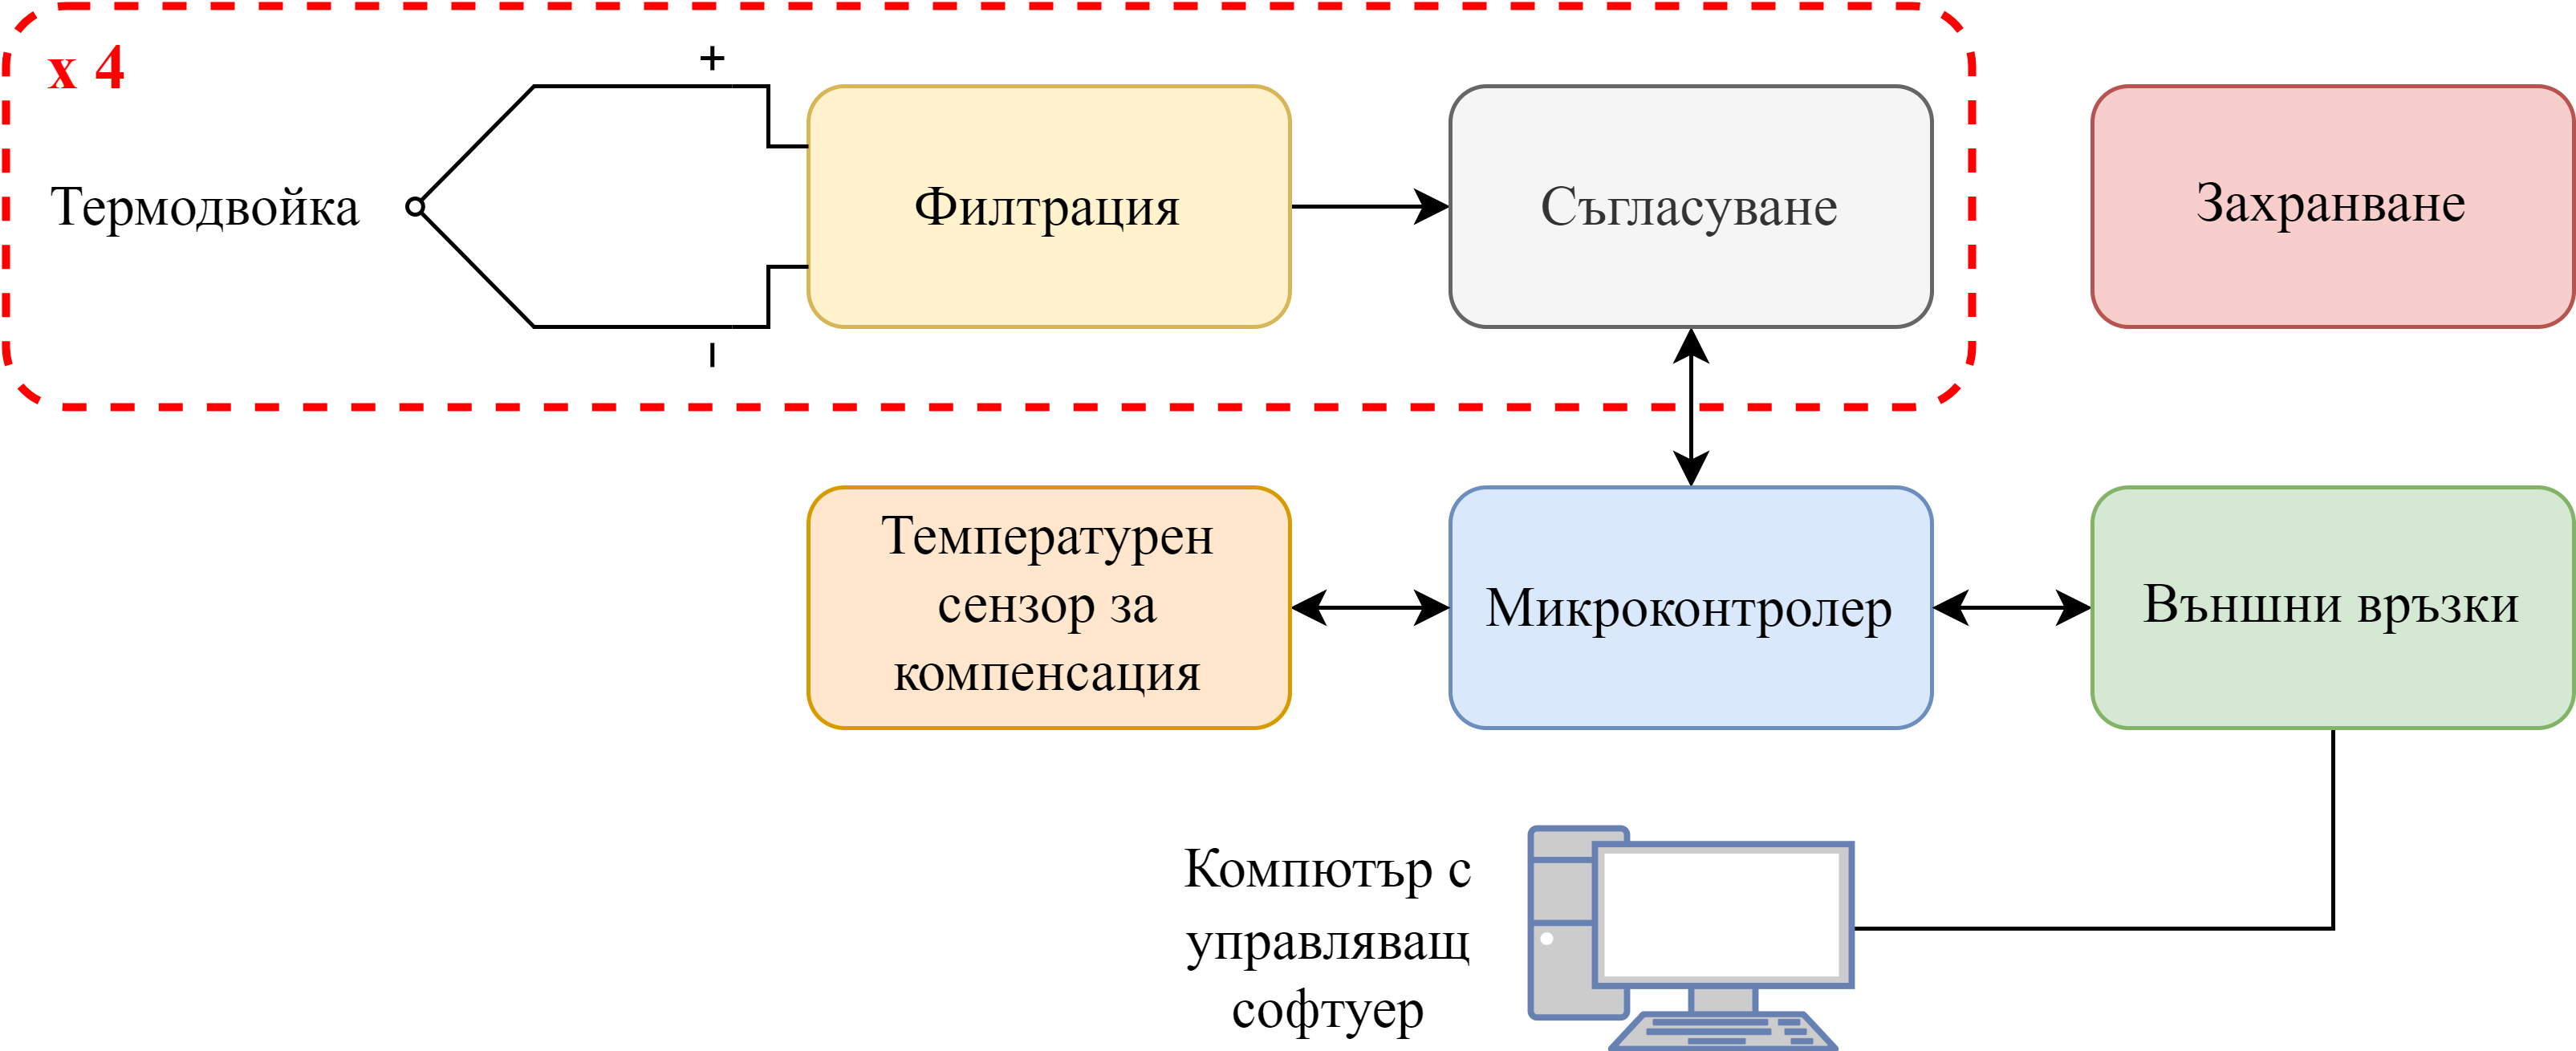 x 4
+
Термодвойка
Филтрация
Съгласуване
Захранване
–
Температурен
сензор за
компенсация
Микроконтролер
Външни връзки
Компютър с
управляващ
софтуер